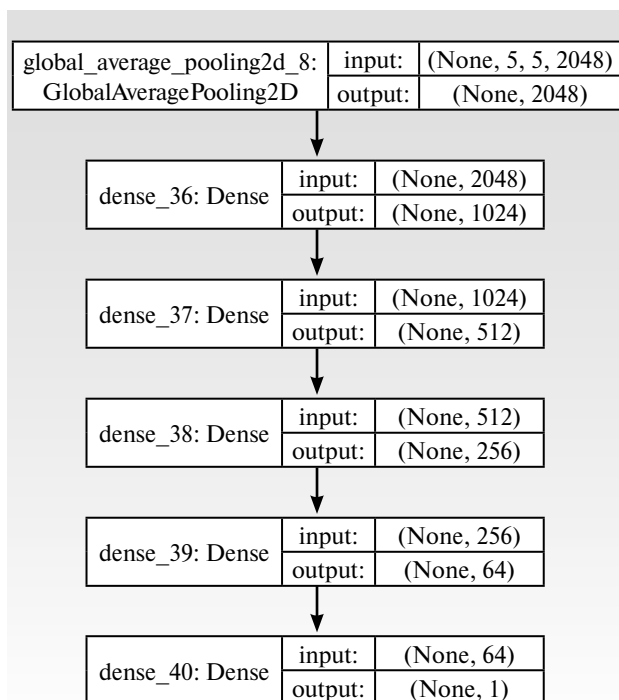 global_average_pooling2d_8: input: (None, 5, 5, 2048)
GlobalAveragePooling2D output: (None, 2048)
dense_36: Dense input: (None, 2048)
output: (None, 1024)
dense_37: Dense input: (None, 1024)
output: (None, 512)
dense_38: Dense input: (None, 512)
output: (None, 256)
dense_39: Dense input: (None, 256)
output: (None, 64)
dense_40: Dense input: (None, 64)
output: (None, 1)